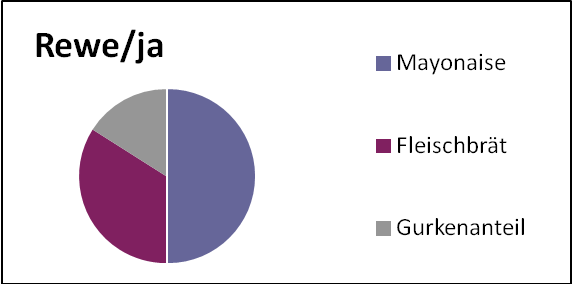 Rewe/ja
Mayonaise
Fleischbrät
Gurkenanteil